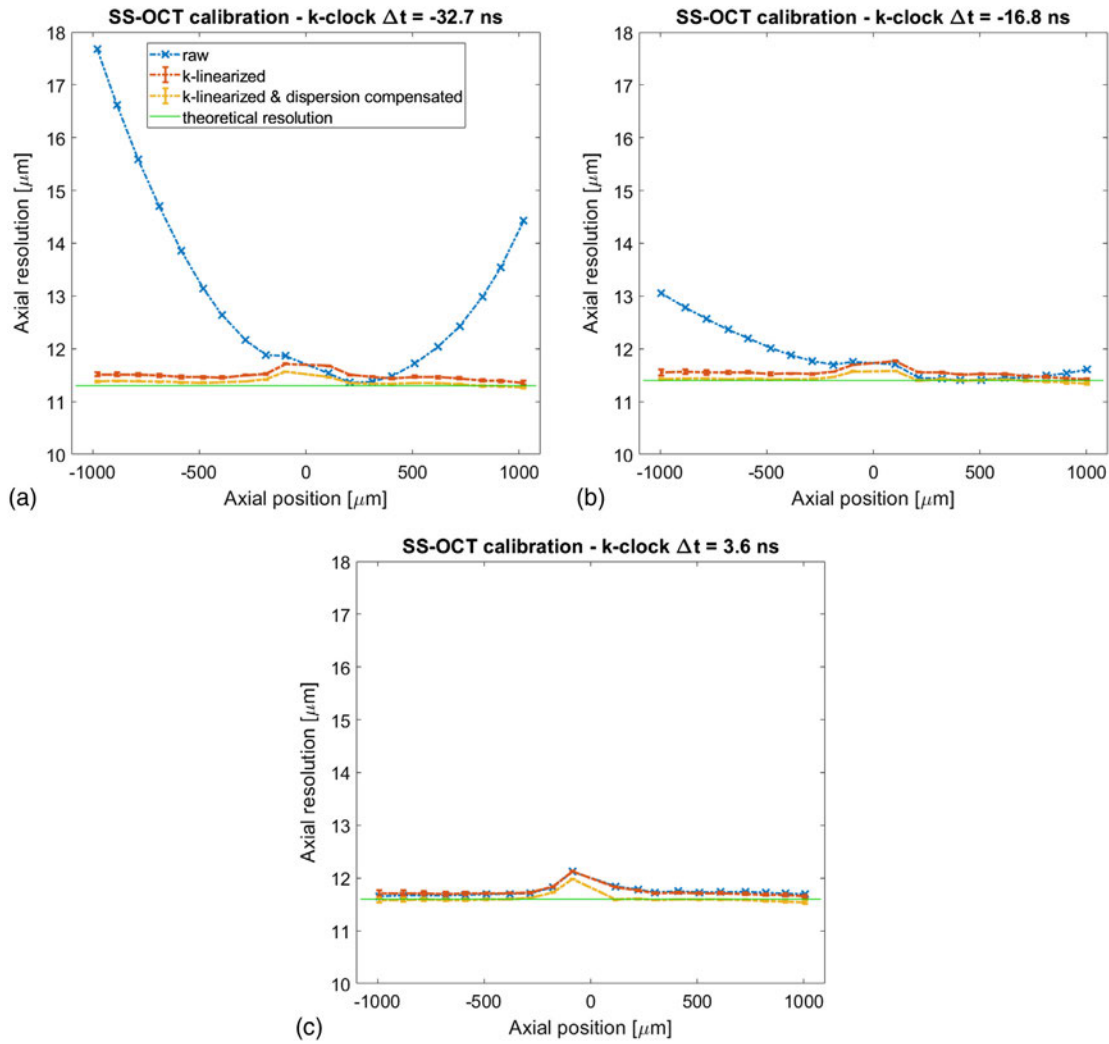 SS-OCT calibration - k-clock Δt = -32.7 ns
18
17
16
15
14
13
12
11
10
Axial resolution [μm]
raw
k-linearized
k-linearized & dispersion compensated
theoretical resolution
-1000 -500 0 500 1000
Axial position [μm]
(a)
SS-OCT calibration - k-clock Δt = -16.8 ns
18
17
16
15
14
13
12
11
10
Axial resolution [μm]
-1000 -500 0 500 1000
Axial position [μm]
(b)
SS-OCT calibration - k-clock Δt = 3.6 ns
18
17
16
15
14
13
12
11
10
Axial resolution [μm]
-1000 -500 0 500 1000
Axial position [μm]
(c)